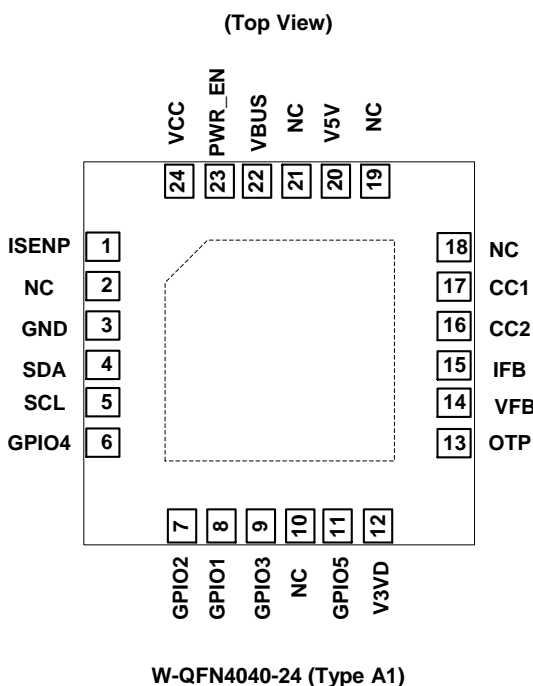 (Top View)
VCC
PWR_EN
VBUS
NC
V5V
NC
24
23
22
21
20
19
ISENP 1
NC 2
GND 3
SDA 4
SCL 5
GPIO4 6
18 NC
17 CC1
16 CC2
15 IFB
14 VFB
13 OTP
7
8
9
10
11
12
GPIO2
GPIO1
GPIO3
NC
GPIO5
V3VD
W-QFN4040-24 (Type A1)